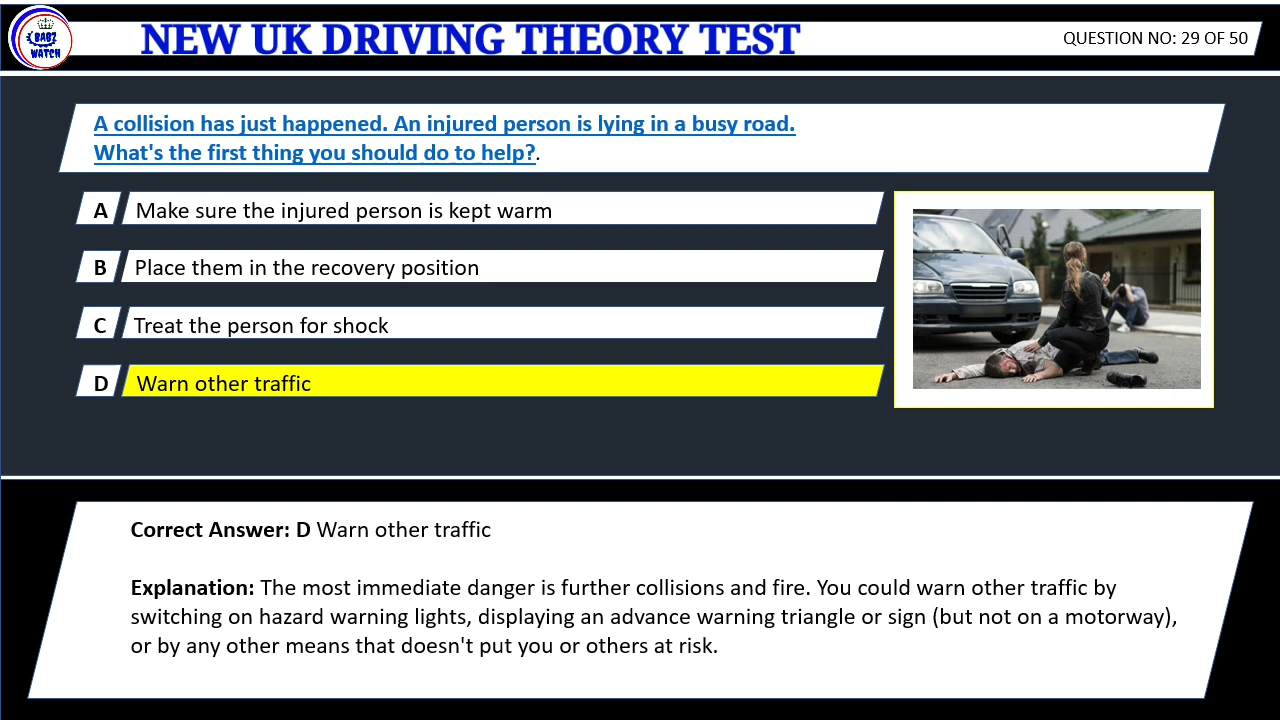 BABZ
WATCH
NEW UK DRIVING THEORY TEST
QUESTION NO: 29 OF 50
A collision has just happened. An injured person is lying in a busy road.
What's the first thing you should do to help?.
A Make sure the injured person is kept warm
B Place them in the recovery position
C Treat the person for shock
D Warn other traffic
Correct Answer: D Warn other traffic
Explanation: The most immediate danger is further collisions and fire. You could warn other traffic by
switching on hazard warning lights, displaying an advance warning triangle or sign (but not on a motorway),
or by any other means that doesn't put you or others at risk.